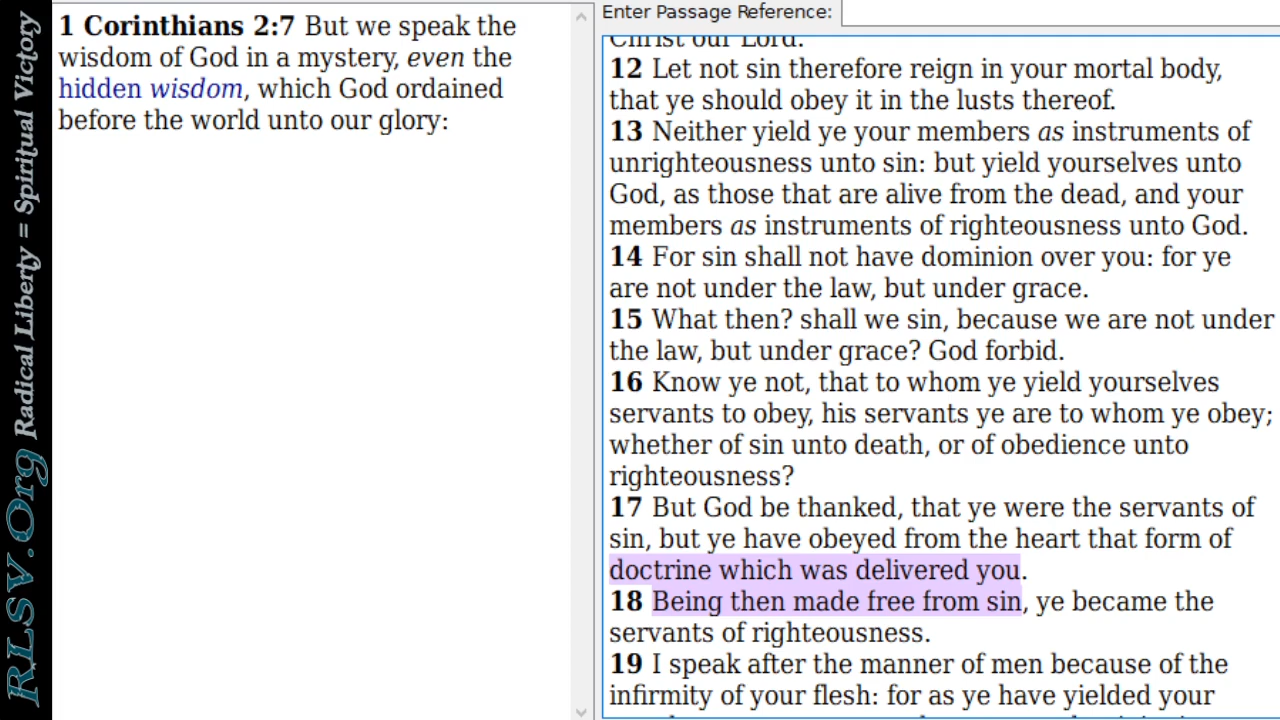 RLSV.Org Radical Liberty = Spiritual Victory
1 Corinthians 2:7 But we speak the
wisdom of God in a mystery, even the
hidden wisdom, which God ordained
before the world unto our glory:
Enter Passage Reference:
Christ our Lord.
12 Let not sin therefore reign in your mortal body,
that ye should obey it in the lusts thereof.
13 Neither yield ye your members as instruments of
unrighteousness unto sin: but yield yourselves unto
God, as those that are alive from the dead, and your
members as instruments of righteousness unto God.
14 For sin shall not have dominion over you: for ye
are not under the law, but under grace.
15 What then? shall we sin, because we are not under
the law, but under grace? God forbid.
16 Know ye not, that to whom ye yield yourselves
servants to obey, his servants ye are to whom ye obey;
whether of sin unto death, or of obedience unto
righteousness?
17 But God be thanked, that ye were the servants of
sin, but ye have obeyed from the heart that form of
doctrine which was delivered you.
18 Being then made free from sin, ye became the
servants of righteousness.
19 I speak after the manner of men because of the
infirmity of your flesh: for as ye have yielded your